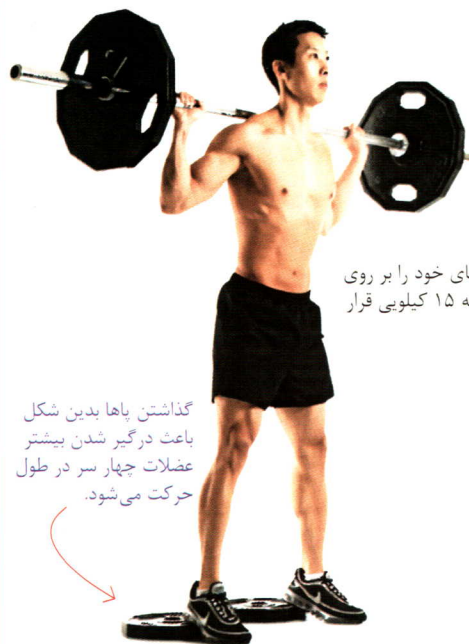 ای خود را بر روی
ه ۱۵ کیلویی قرار
گذاشتن پاها بدین شکل
باعث درگیر شدن بیشتر
عضلات چهار سر در طول
حرکت می‌شود.